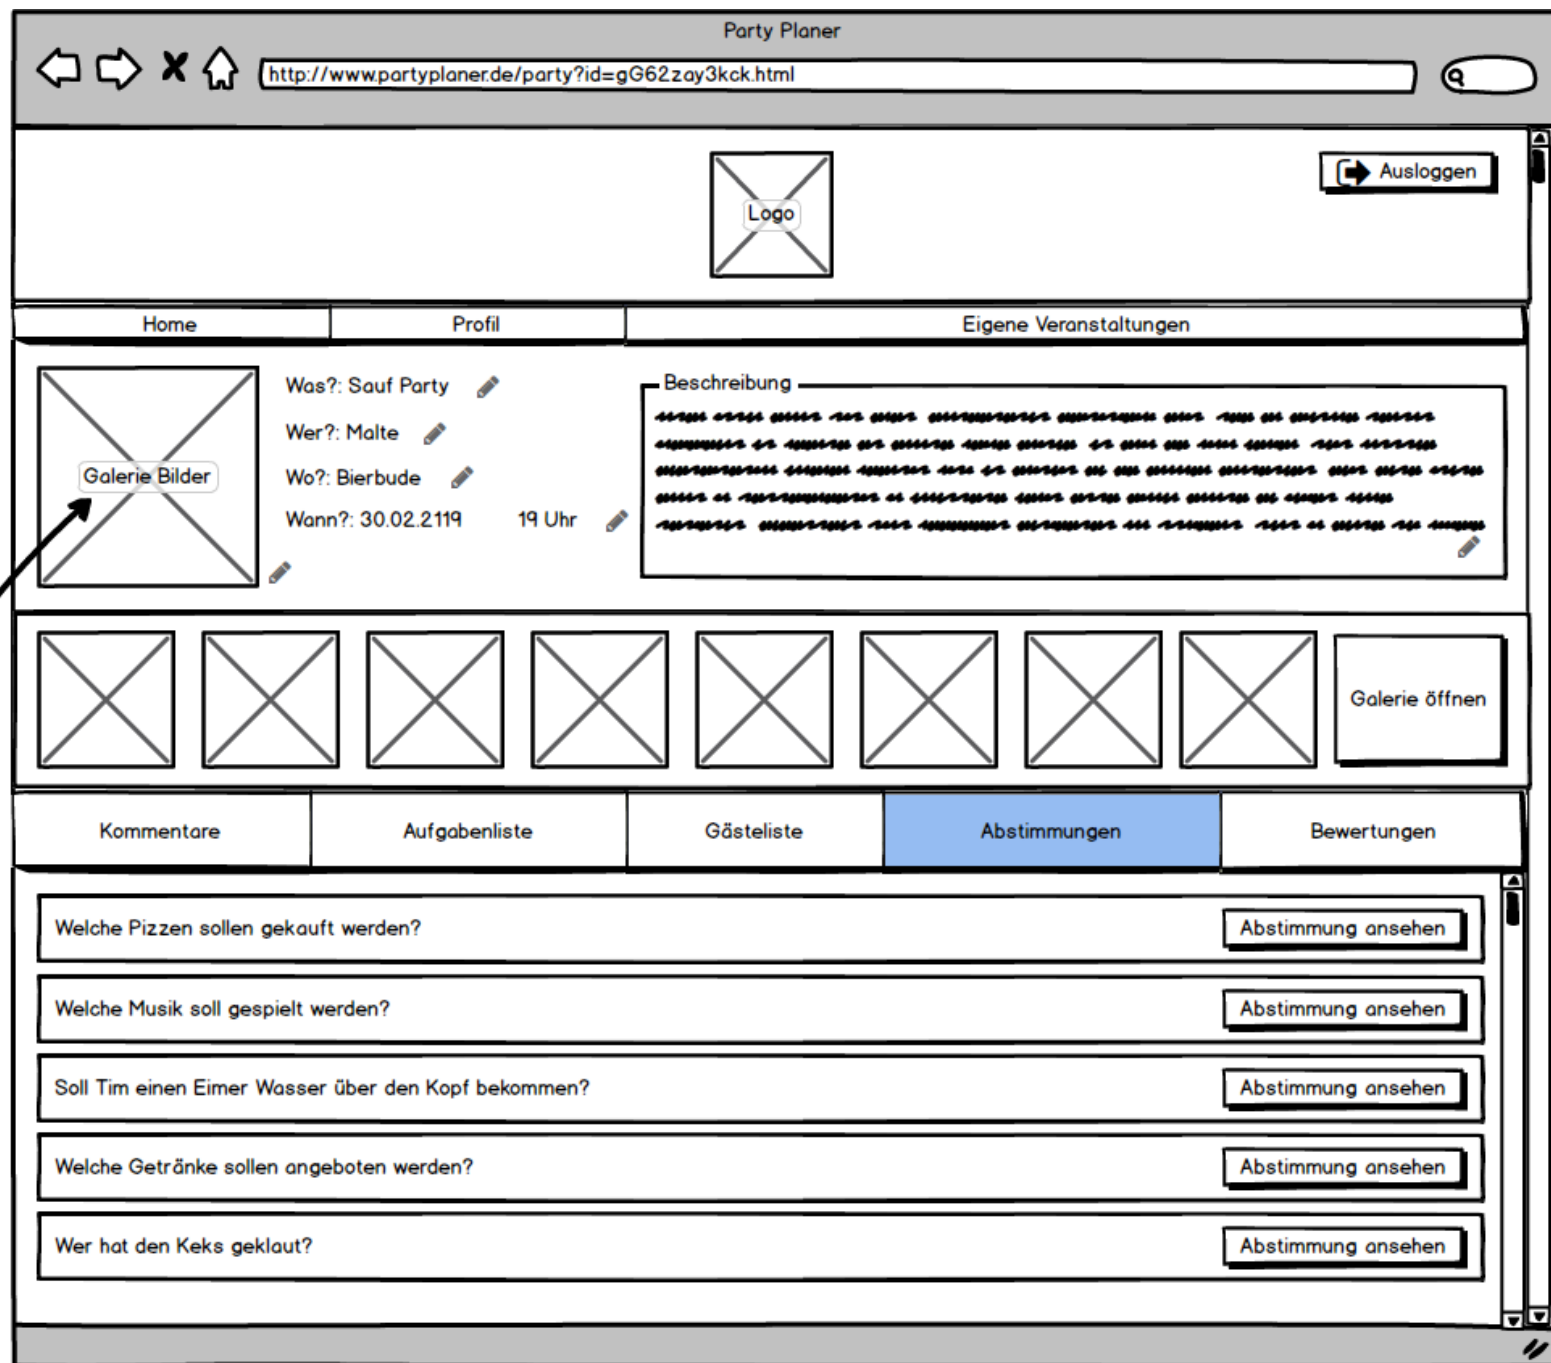 Party Planer
http://www.partyplaner.de/party?id=gG62zay3kck.html
Ausloggen
Logo
Home Profil Eigene Veranstaltungen
Galerie Bilder
Was?: Sauf Party
Wer?: Malte
Wo?: Bierbude
Wann?: 30.02.2119 19 Uhr
Beschreibung
Galerie öffnen
Kommentare Aufgabenliste Gästeliste Abstimmungen Bewertungen
Welche Pizzen sollen gekauft werden? Abstimmung ansehen
Welche Musik soll gespielt werden? Abstimmung ansehen
Soll Tim einen Eimer Wasser über den Kopf bekommen? Abstimmung ansehen
Welche Getränke sollen angeboten werden? Abstimmung ansehen
Wer hat den Keks geklaut? Abstimmung ansehen